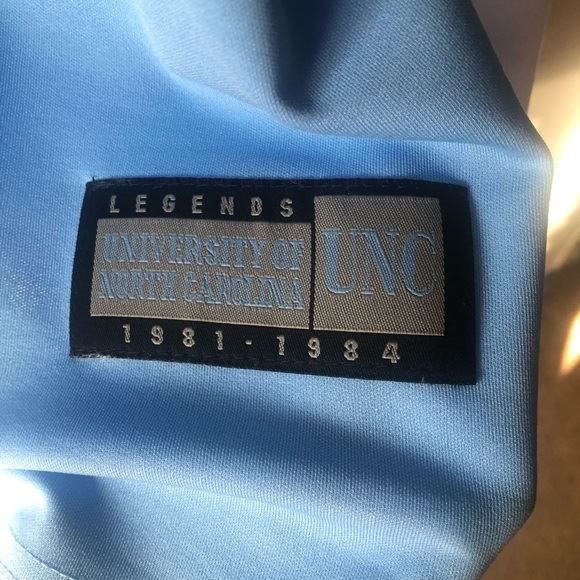 LEGENDS
UNIVERSITY OF
NORTH CAROLINA
UNC
1981-1984